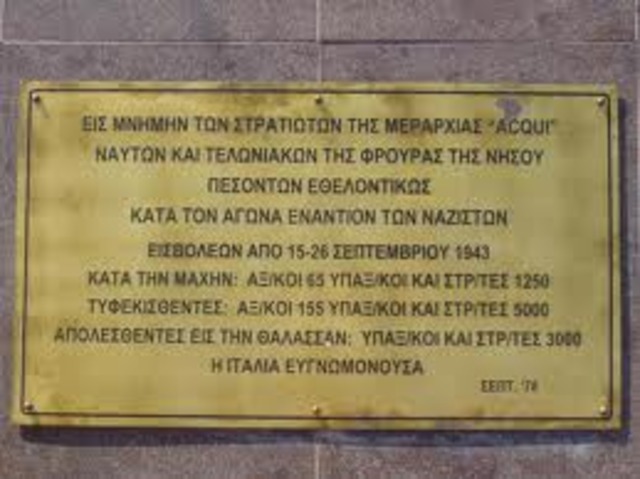 ΕΙΣ ΜΝΗΜΗΝ ΤΩΝ ΣΤΡΑΤΙΩΤΩΝ ΤΗΣ ΜΕΡΑΡΧΙΑΣ "ACQUI"
ΝΑΥΤΩΝ ΚΑΙ ΤΕΛΩΝΙΑΚΩΝ ΤΗΣ ΦΡΟΥΡΑΣ ΤΗΣ ΝΗΣΟΥ
ΠΕΣΟΝΤΩΝ ΕΘΕΛΟΝΤΙΚΩΣ
ΚΑΤΑ ΤΟΝ ΑΓΩΝΑ ΕΝΑΝΤΙΟΝ ΤΩΝ ΝΑΖΙΣΤΩΝ
ΕΙΣΒΟΛΕΩΝ ΑΠΟ 15-26 ΣΕΠΤΕΜΒΡΙΟΥ 1943
ΚΑΤΑ ΤΗΝ ΜΑΧΗΝ: ΑΞ/ΚΟΙ 65 ΥΠΑΞ/ΚΟΙ ΚΑΙ ΣΤΡ/ΤΕΣ 1250
ΤΥΦΕΚΙΣΘΕΝΤΕΣ: ΑΞ/ΚΟΙ 155 ΥΠΑΞ/ΚΟΙ ΚΑΙ ΣΤΡ/ΤΕΣ 5000
ΑΠΟΛΕΣΘΕΝΤΕΣ ΕΙΣ ΤΗΝ ΘΑΛΑΣΣΑΝ: ΥΠΑΞ/ΚΟΙ ΚΑΙ ΣΤΡ/ΤΕΣ 3000
Η ΙΤΑΛΙΑ ΕΥΓΝΩΜΟΝΟΥΣΑ
ΣΕΠΤ. '78